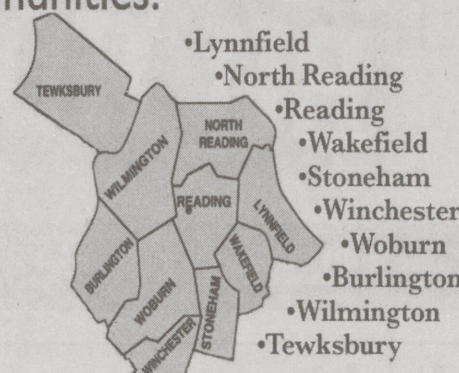 •Lynnfield
•North Reading
•Reading
•Wakefield
•Stoneham
•Winchester
•Woburn
•Burlington
•Wilmington
•Tewksbury
TEWKSBURY
WILMINGTON
NORTH
READING
READING
LYNNFIELD
BURLINGTON
WOBURN
WAKEFIELD
STONEHAM
WINCHESTER